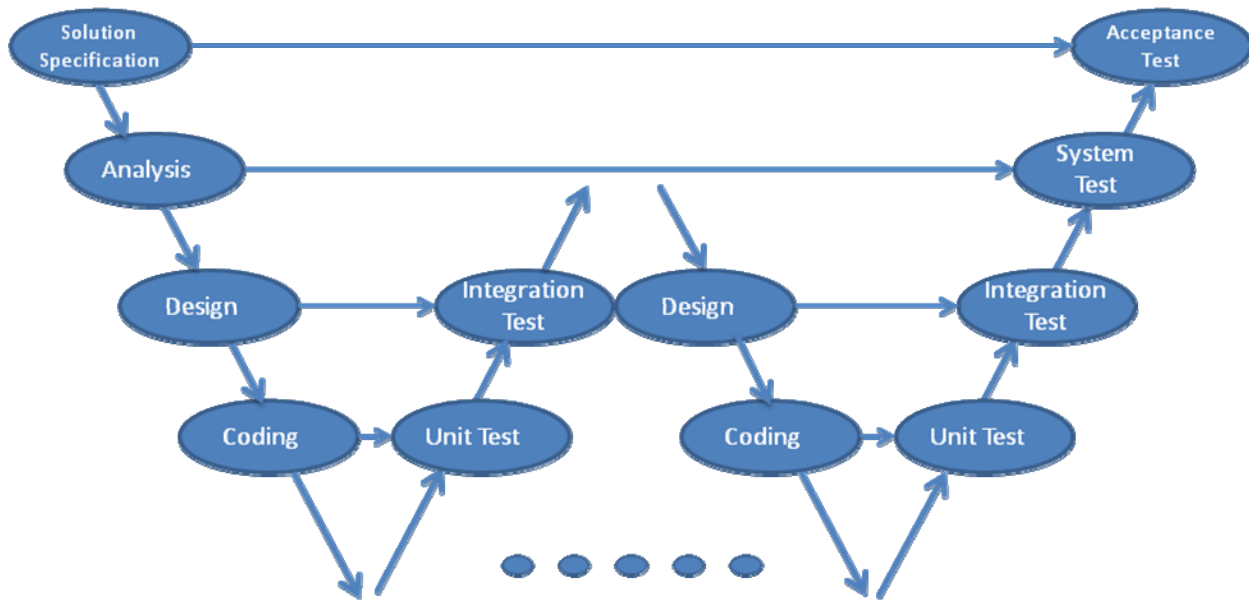 Solution
Specification
Acceptance
Test
Analysis
System
Test
Design
Integration
Test
Design
Integration
Test
Coding
Unit Test
Coding
Unit Test